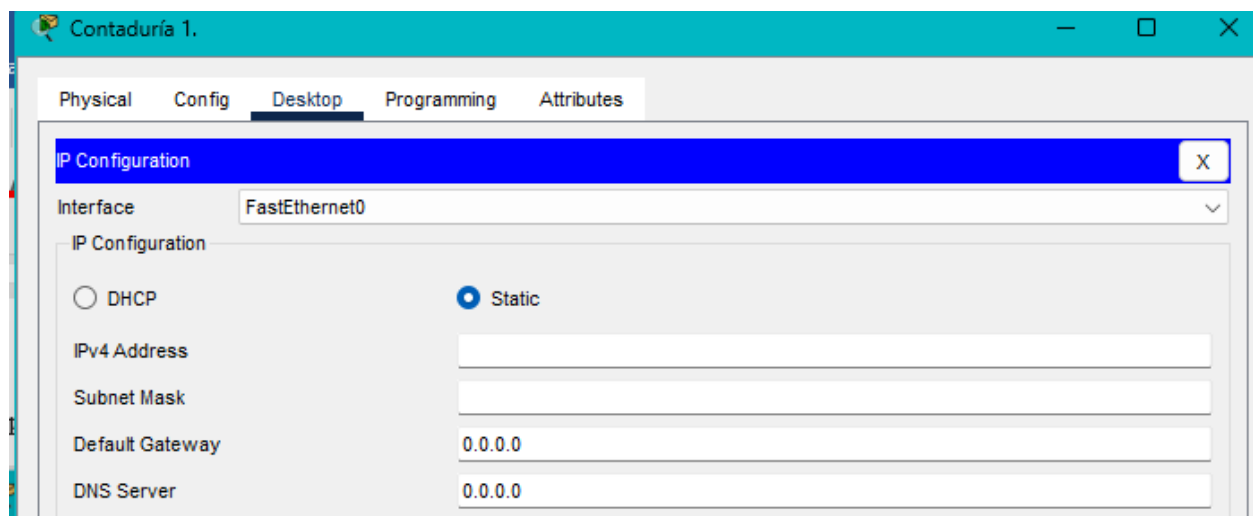 Contaduría 1.
Physical Config Desktop Programming Attributes
IP Configuration X
Interface FastEthernet0
IP Configuration
DHCP Static
IPv4 Address
Subnet Mask
Default Gateway 0.0.0.0
DNS Server 0.0.0.0